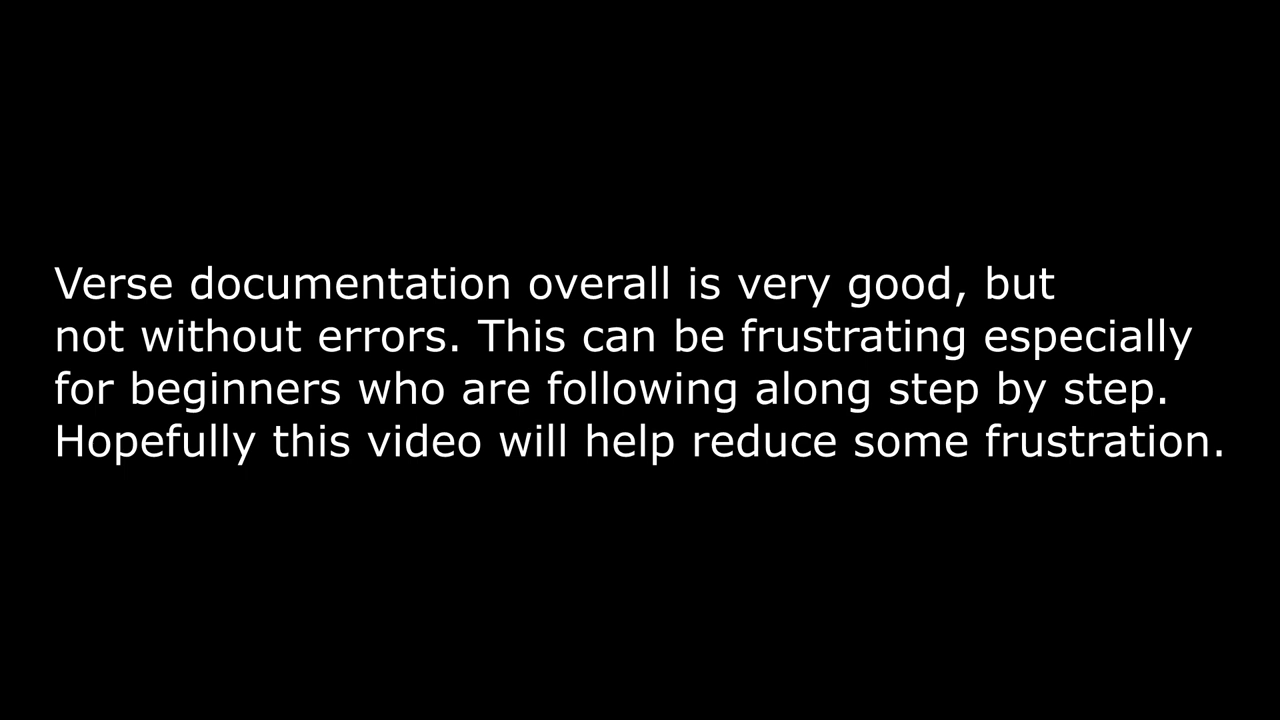 Verse documentation overall is very good, but
not without errors. This can be frustrating especially
for beginners who are following along step by step.
Hopefully this video will help reduce some frustration.